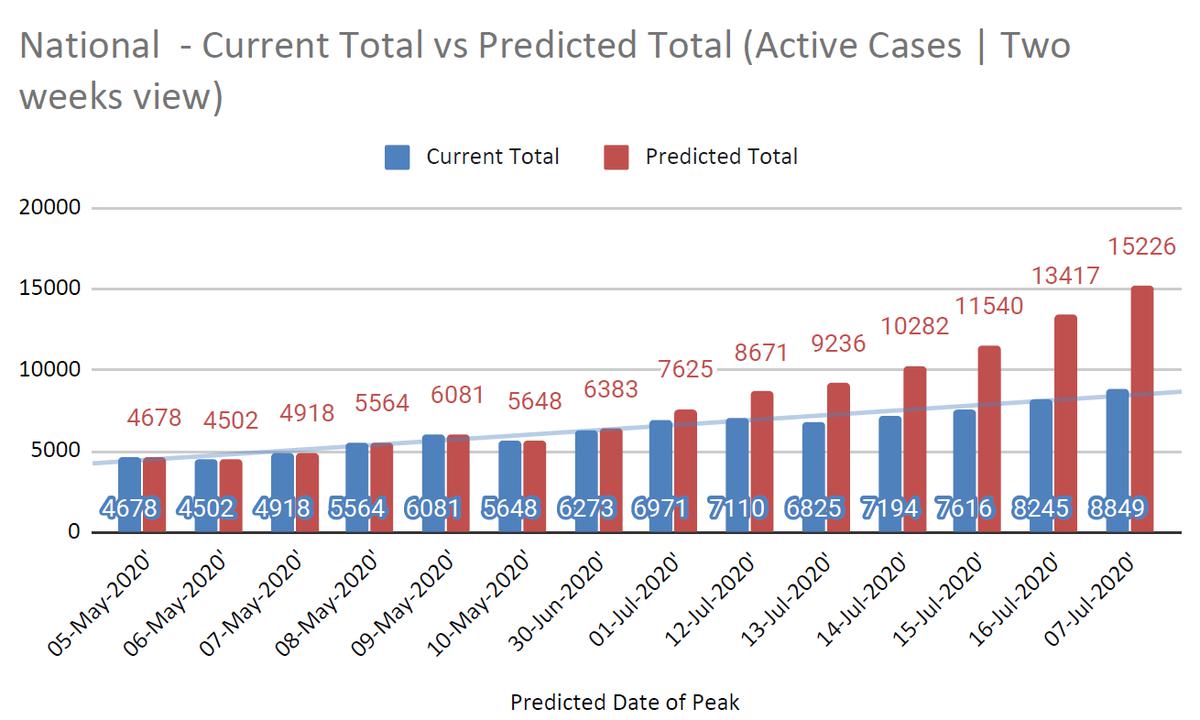 National - Current Total vs Predicted Total (Active Cases | Two
weeks view)
Current Total Predicted Total
20000
15000
10000
5000
0
4678 4502 4918 5564 6081 5648 6383 7625 8671 9236 10282 11540 13417 15226
4678 4502 4918 5564 6081 5648 6273 6971 7110 6825 7194 7616 8245 8849
05-May-2020' 06-May-2020' 07-May-2020' 08-May-2020' 09-May-2020' 10-May-2020' 30-Jun-2020' 01-Jul-2020' 12-Jul-2020' 13-Jul-2020' 14-Jul-2020' 15-Jul-2020' 16-Jul-2020' 07-Jul-2020'
Predicted Date of Peak